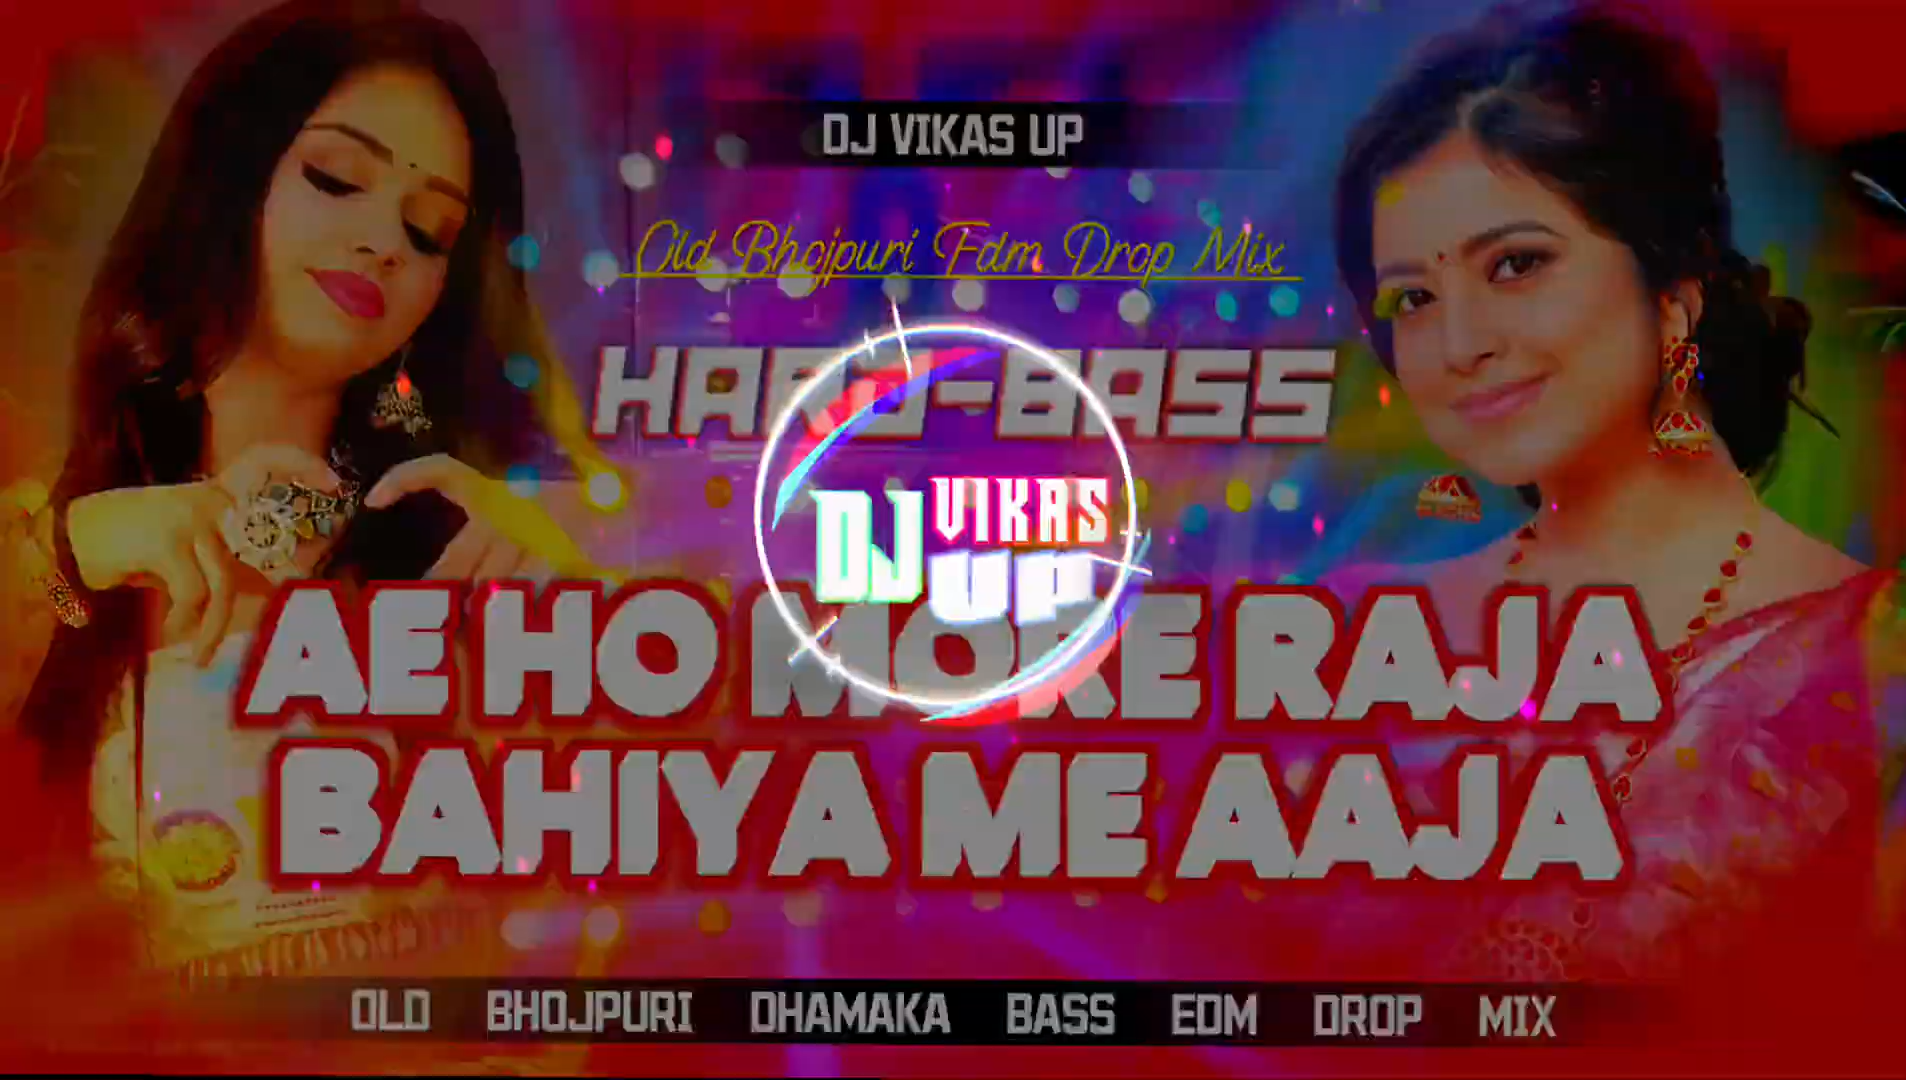 DJ VIKAS UP
Old Bhojpuri Edm Drop Mix
HARD-BASS
DJ VIKAS UP
AE HO MORE RAJA
BAHIYA ME AAJA
OLD BHOJPURI DHAMAKA BASS EDM DROP MIX